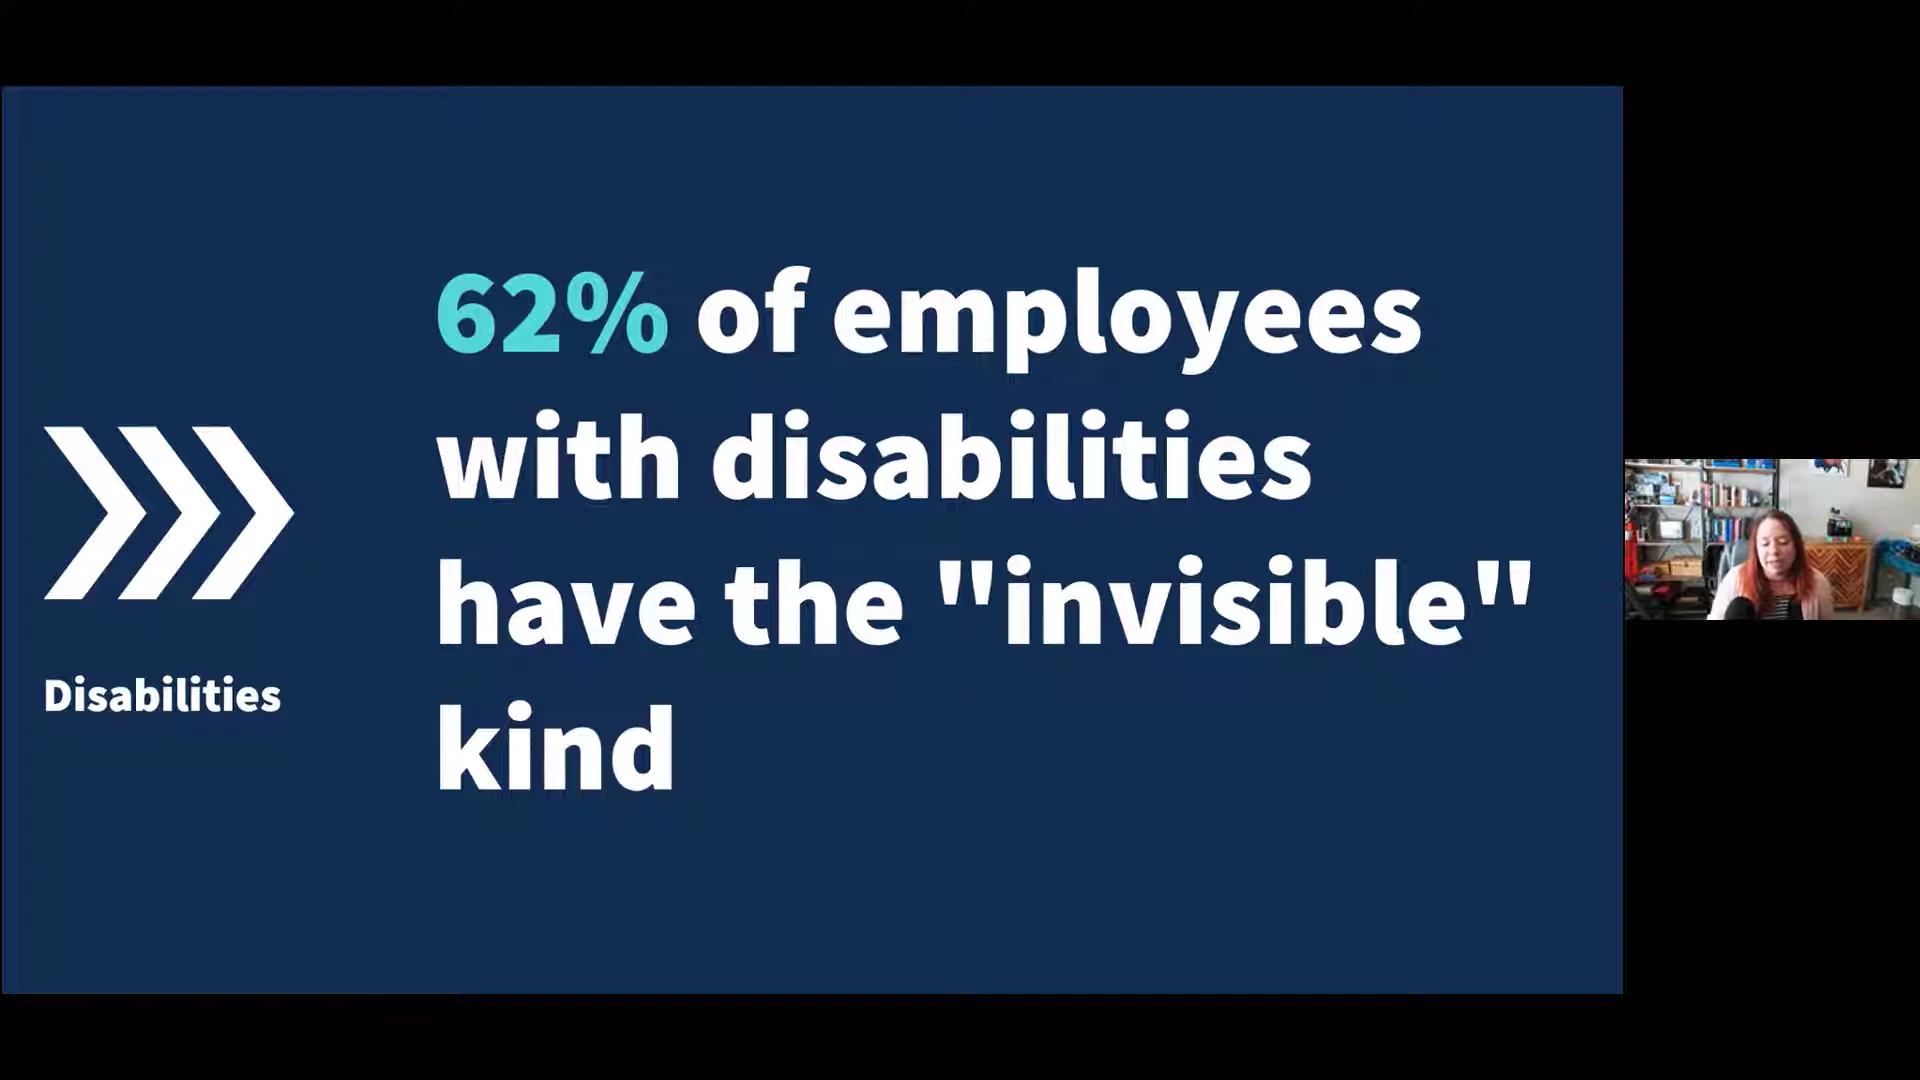 62% of employees
with disabilities
have the "invisible"
kind
Disabilities